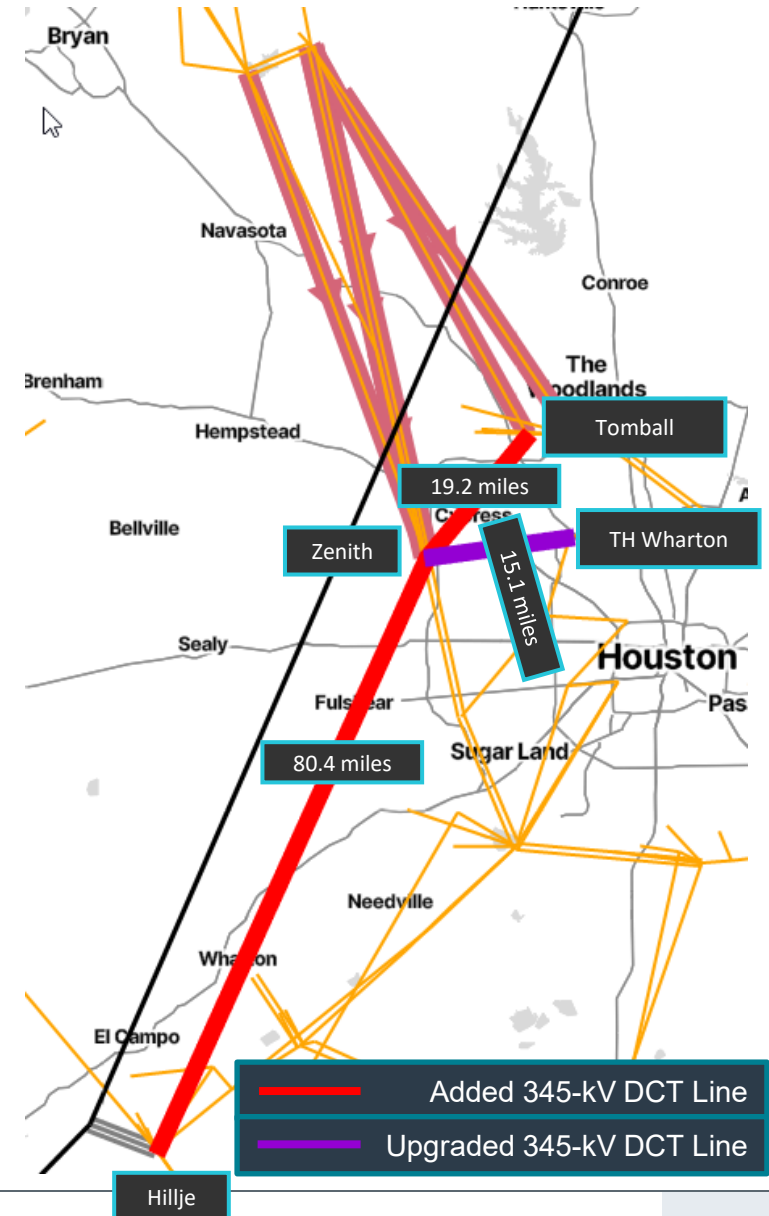 Bryan
Navasota
Conroe
The
Woodlands
Brenham
Tomball
Hempstead
19.2 miles
Cypress
Bellville
Zenith
TH Wharton
15.1 miles
Sealy
Houston
Fulshear
Pas
Sugar Land
80.4 miles
Needville
Wharton
El Campo
Added 345-kV DCT Line
Upgraded 345-kV DCT Line
Hillje